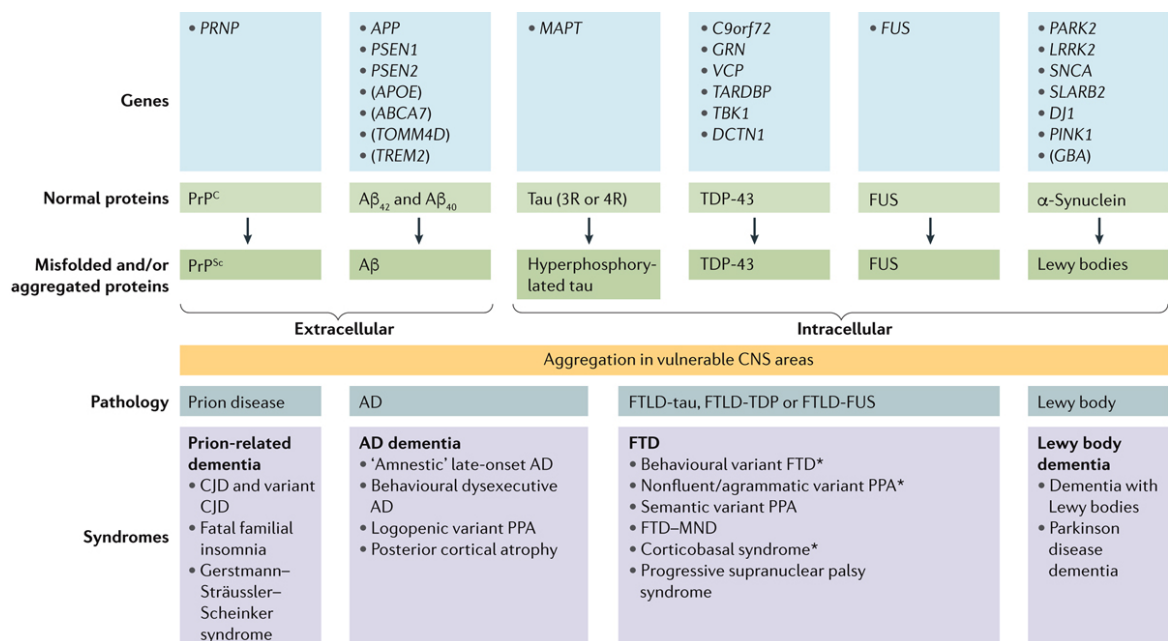 Genes
• PRNP
• APP
• PSEN1
• PSEN2
• (APOE)
• (ABCA7)
• (TOMM4D)
• (TREM2)
• MAPT
• C9orf72
• GRN
• VCP
• TARDBP
• TBK1
• DCTN1
• FUS
• PARK2
• LRRK2
• SNCA
• SLARB2
• DJ1
• PINK1
• (GBA)
Normal proteins
PrPᶜ
Aβ₄₂ and Aβ₄₀
Tau (3R or 4R)
TDP-43
FUS
α-Synuclein
Misfolded and/or
aggregated proteins
PrPˢᶜ
Aβ
Hyperphosphory-
lated tau
TDP-43
FUS
Lewy bodies
Extracellular
Intracellular
Aggregation in vulnerable CNS areas
Pathology
Prion disease
AD
FTLD-tau, FTLD-TDP or FTLD-FUS
Lewy body
Syndromes
Prion-related
dementia
• CJD and variant
CJD
• Fatal familial
insomnia
• Gerstmann–
Sträussler–
Scheinker
syndrome
AD dementia
• ‘Amnestic’ late-onset AD
• Behavioural dysexecutive
AD
• Logopenic variant PPA
• Posterior cortical atrophy
FTD
• Behavioural variant FTD*
• Nonfluent/agrammatic variant PPA*
• Semantic variant PPA
• FTD–MND
• Corticobasal syndrome*
• Progressive supranuclear palsy
syndrome
Lewy body
dementia
• Dementia with
Lewy bodies
• Parkinson
disease
dementia